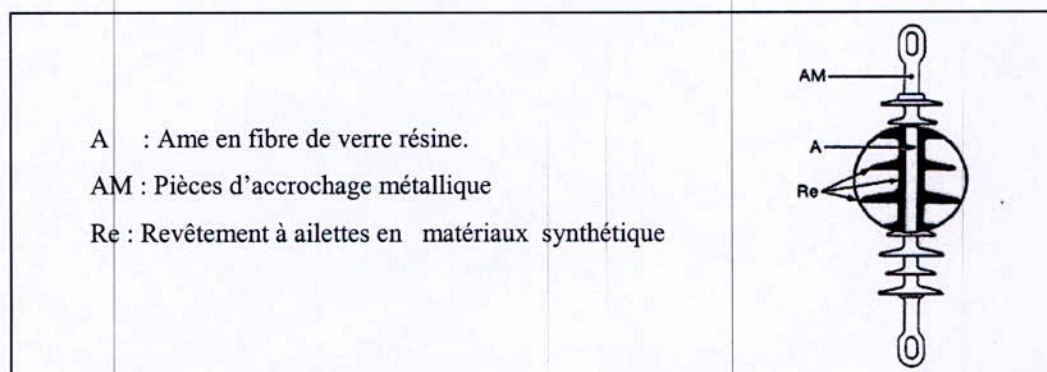 A : Ame en fibre de verre résine.
AM : Pièces d'accrochage métallique
Re : Revêtement à ailettes en matériaux synthétique
AM
A
Re